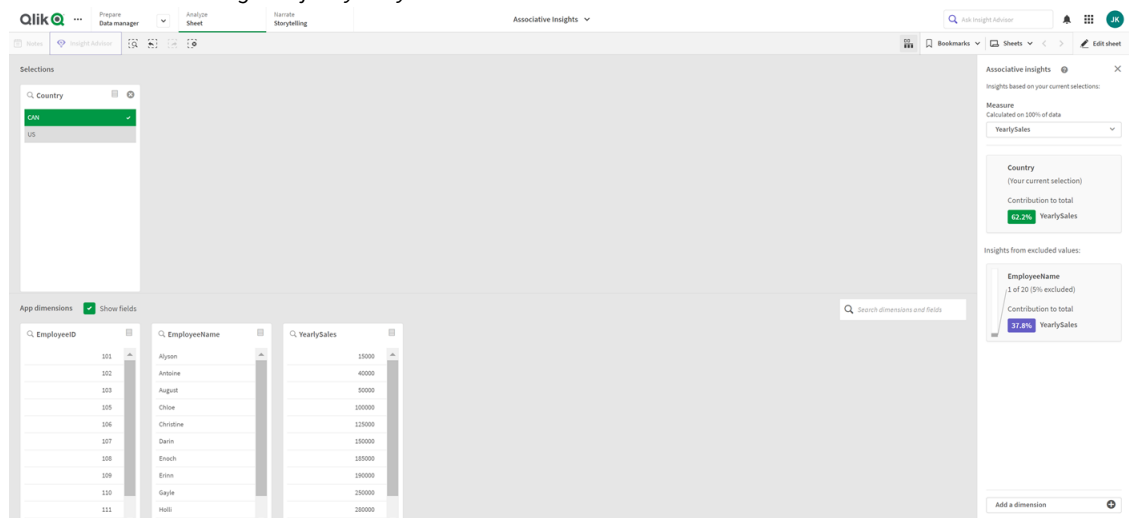 Qlik
Prepare
Data manager
Analyze
Sheet
Narrate
Storytelling
Associative Insights
Ask Insight Advisor
JK
Notes
Insight Advisor
Bookmarks
Sheets
Edit sheet
Selections
Country
CAN
US
Associative insights
Insights based on your current selections:
Measure
Calculated on 100% of data
YearlySales
Country
(Your current selection)
Contribution to total
62.2% YearlySales
Insights from excluded values:
EmployeeName
1 of 20 (5% excluded)
Contribution to total
37.8% YearlySales
Add a dimension
App dimensions
Show fields
Search dimensions and fields
EmployeeID
101
102
103
105
106
107
108
109
110
111
EmployeeName
Alyson
Antoine
August
Chloe
Christine
Darin
Enoch
Erinn
Gayle
Holli
YearlySales
15000
40000
50000
100000
125000
150000
185000
190000
250000
280000